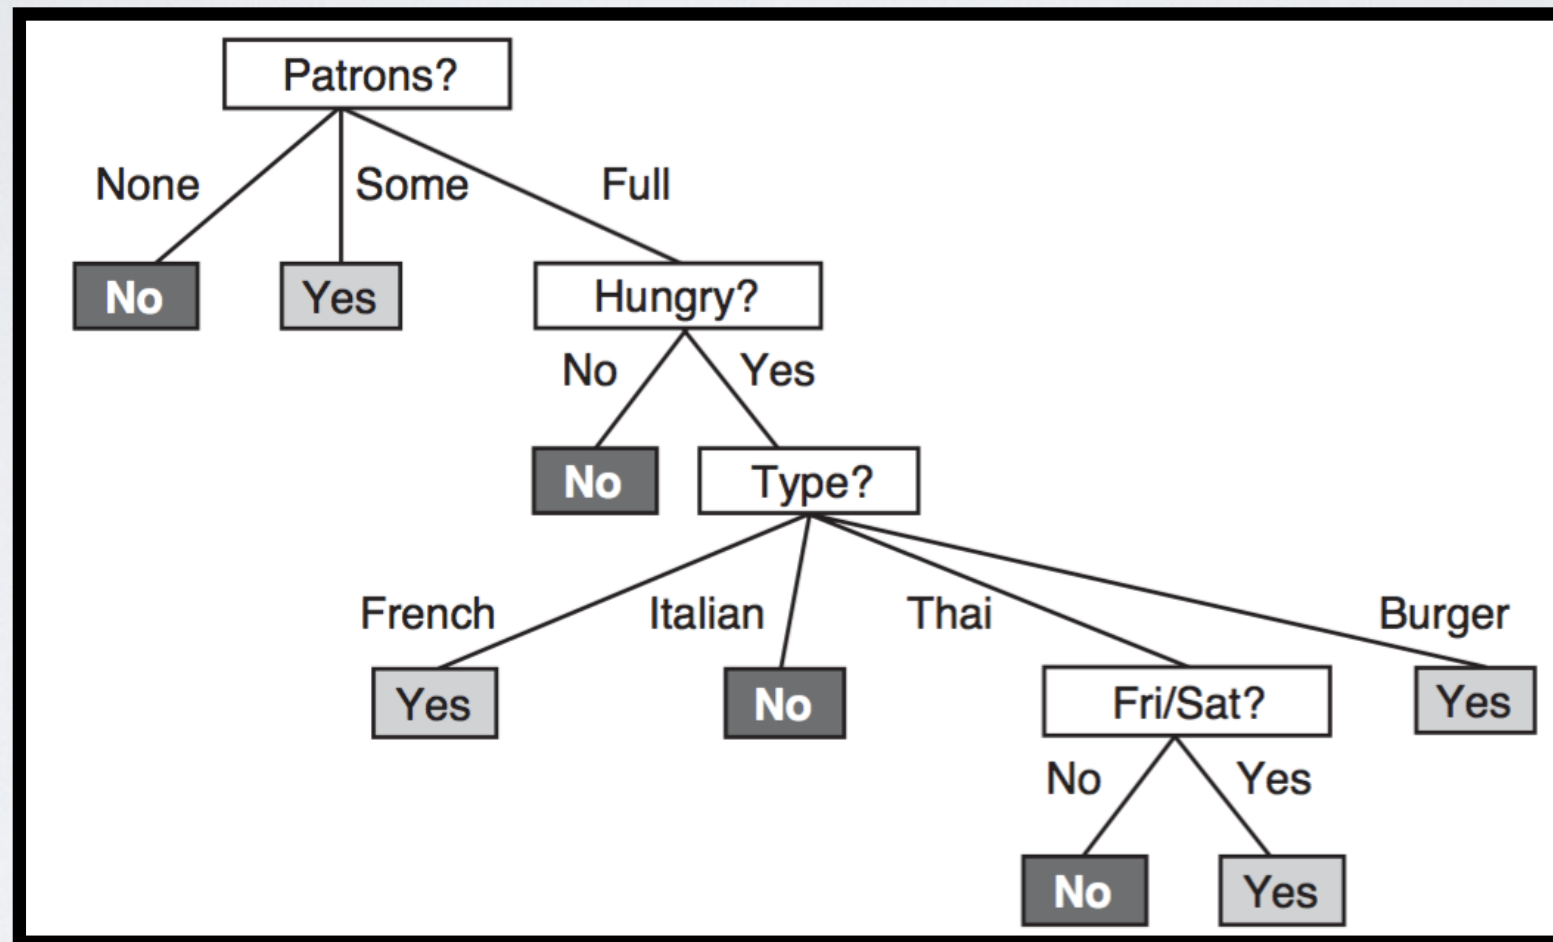 Patrons?
None Some Full
No Yes Hungry?
No Yes
No Type?
French Italian Thai Burger
Yes No Fri/Sat? Yes
No Yes
No Yes